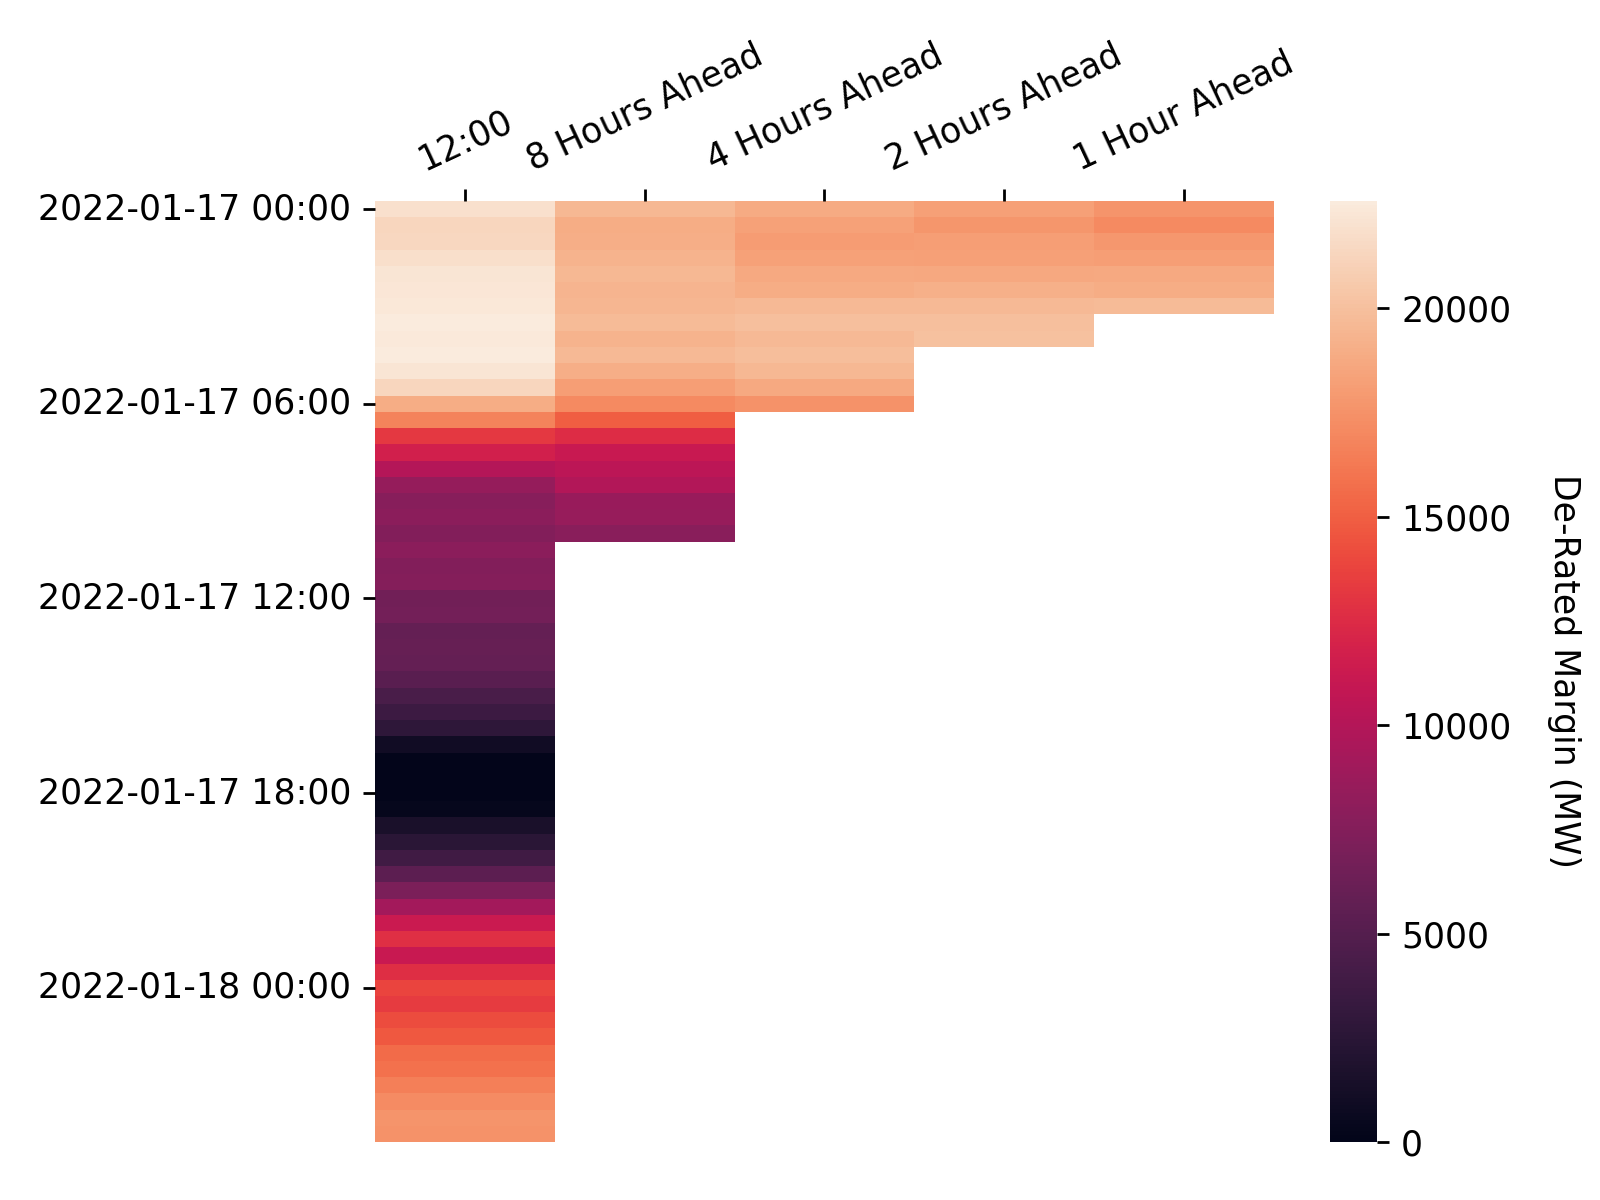 12:00
8 Hours Ahead
4 Hours Ahead
2 Hours Ahead
1 Hour Ahead
2022-01-17 00:00
2022-01-17 06:00
2022-01-17 12:00
2022-01-17 18:00
2022-01-18 00:00
20000
15000
10000
5000
0
De-Rated Margin (MW)